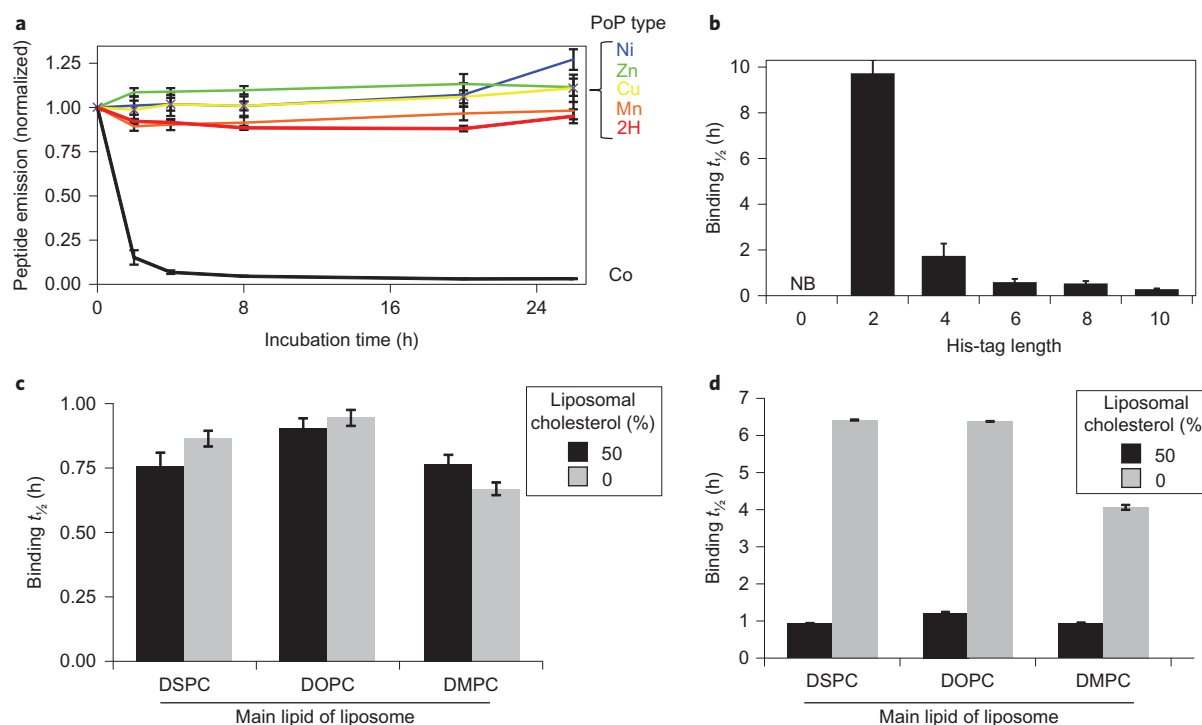 a
PoP type
Ni
Zn
Cu
Mn
2H
Co
1.25
1.00
0.75
0.50
0.25
0.00
Peptide emission (normalized)
0
8
16
24
Incubation time (h)
b
10
8
6
4
2
0
Binding t½ (h)
NB
0
2
4
6
8
10
His-tag length
c
1.00
0.75
0.50
0.25
0.00
Binding t½ (h)
Liposomal
cholesterol (%)
50
0
DSPC
DOPC
DMPC
Main lipid of liposome
d
7
6
5
4
3
2
1
0
Binding t½ (h)
Liposomal
cholesterol (%
50
0
DSPC
DOPC
DMPC
Main lipid of liposome